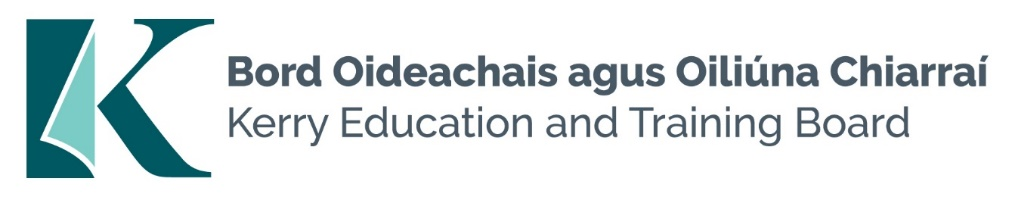 Bord Oideachais agus Oiliúna Chiarraí
Kerry Education and Training Board